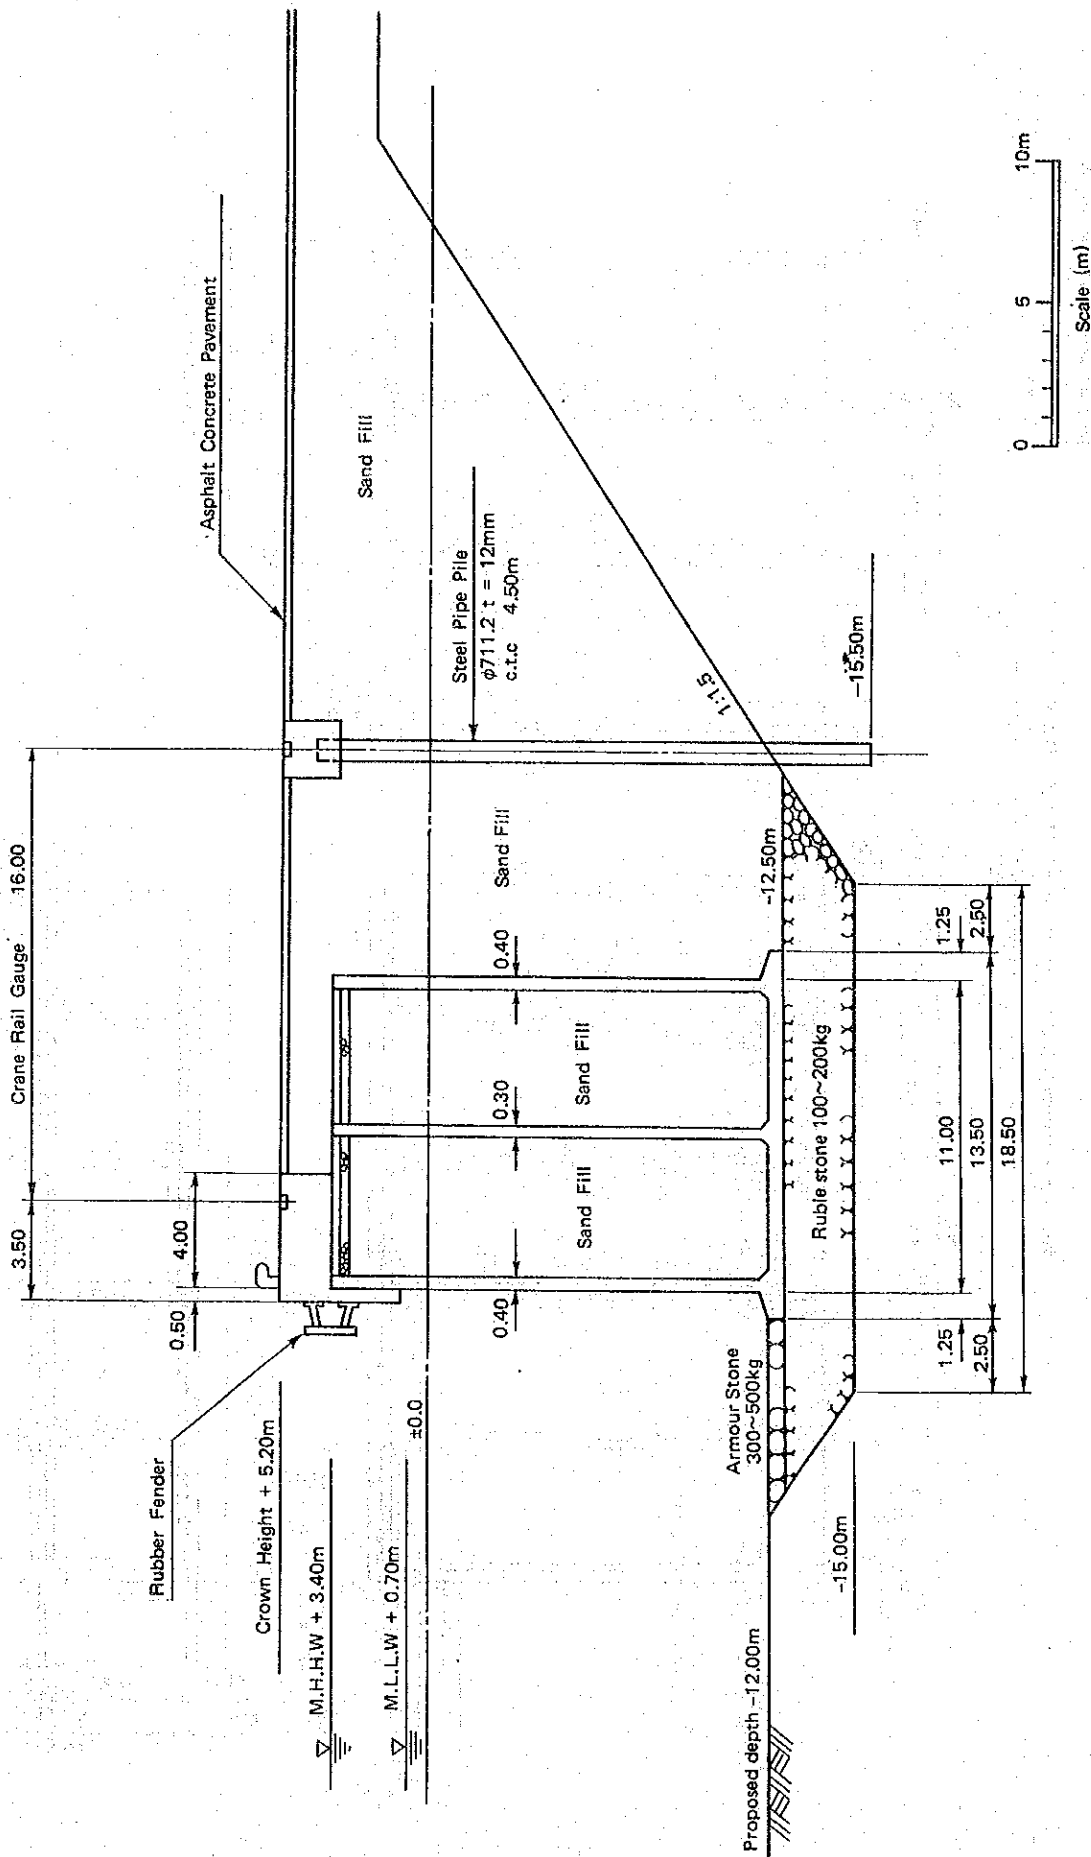 Crane Rail Gauge 16.00
3.50
4.00
0.50
Asphalt Concrete Pavement
Rubber Fender
Crown Height + 5.20m
M.H.H.W + 3.40m
M.L.L.W + 0.70m
±0.0
Sand Fill
Steel Pipe Pile
φ711.2 t = 12mm
c.t.c 4.50m
0.40
0.30
0.40
Sand Fill
Sand Fill
Sand Fill
1:1.5
Armour Stone
300~500kg
Proposed depth -12.00m
-12.50m
-15.50m
-15.00m
Ruble stone 100~200kg
1.25
2.50
11.00
13.50
18.50
1.25
2.50
0
5
10m
Scale (m)